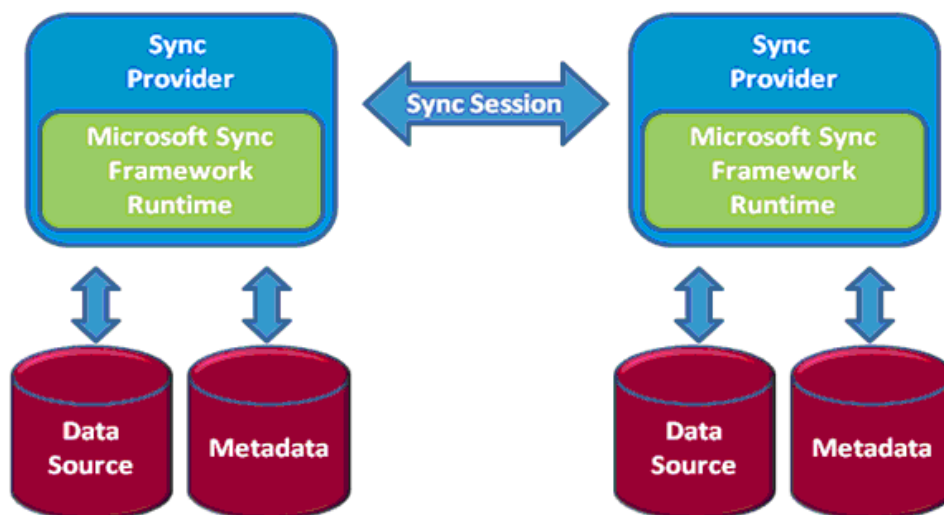 Sync
Provider
Microsoft Sync
Framework
Runtime
Sync Session
Sync
Provider
Microsoft Sync
Framework
Runtime
Data
Source
Metadata
Data
Source
Metadata